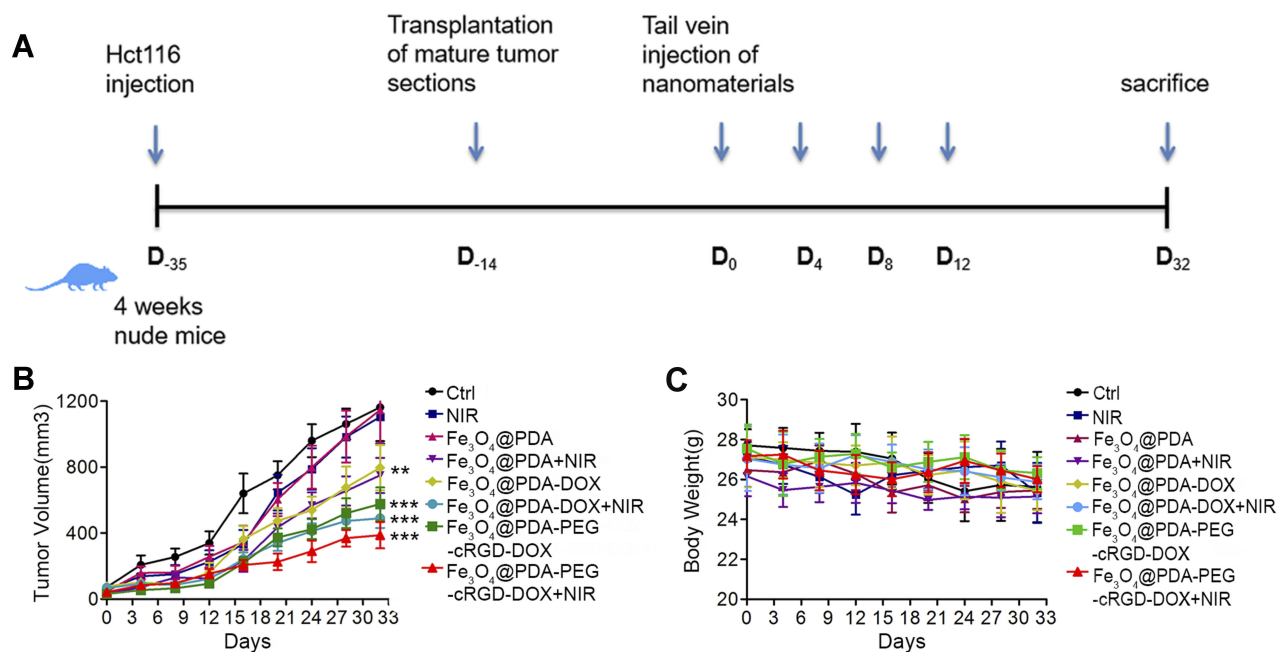 A
Hct116
injection
Transplantation
of mature tumor
sections
Tail vein
injection of
nanomaterials
sacrifice
D-35
D-14
D0
D4
D8
D12
D32
4 weeks
nude mice
B
Tumor Volume(mm3)
1200
800
400
0
0 3 6 9 12 15 18 21 24 27 30 33
Days
**
***
***
***
Ctrl
NIR
Fe3O4@PDA
Fe3O4@PDA+NIR
Fe3O4@PDA-DOX
Fe3O4@PDA-DOX+NIR
Fe3O4@PDA-PEG
-cRGD-DOX
Fe3O4@PDA-PEG
-cRGD-DOX+NIR
C
Body Weight(g)
30
28
26
24
22
20
0 3 6 9 12 15 18 21 24 27 30 33
Days
Ctrl
NIR
Fe3O4@PDA
Fe3O4@PDA+NIR
Fe3O4@PDA-DOX
Fe3O4@PDA-DOX+NIR
Fe3O4@PDA-PEG
-cRGD-DOX
Fe3O4@PDA-PEG
-cRGD-DOX+NIR